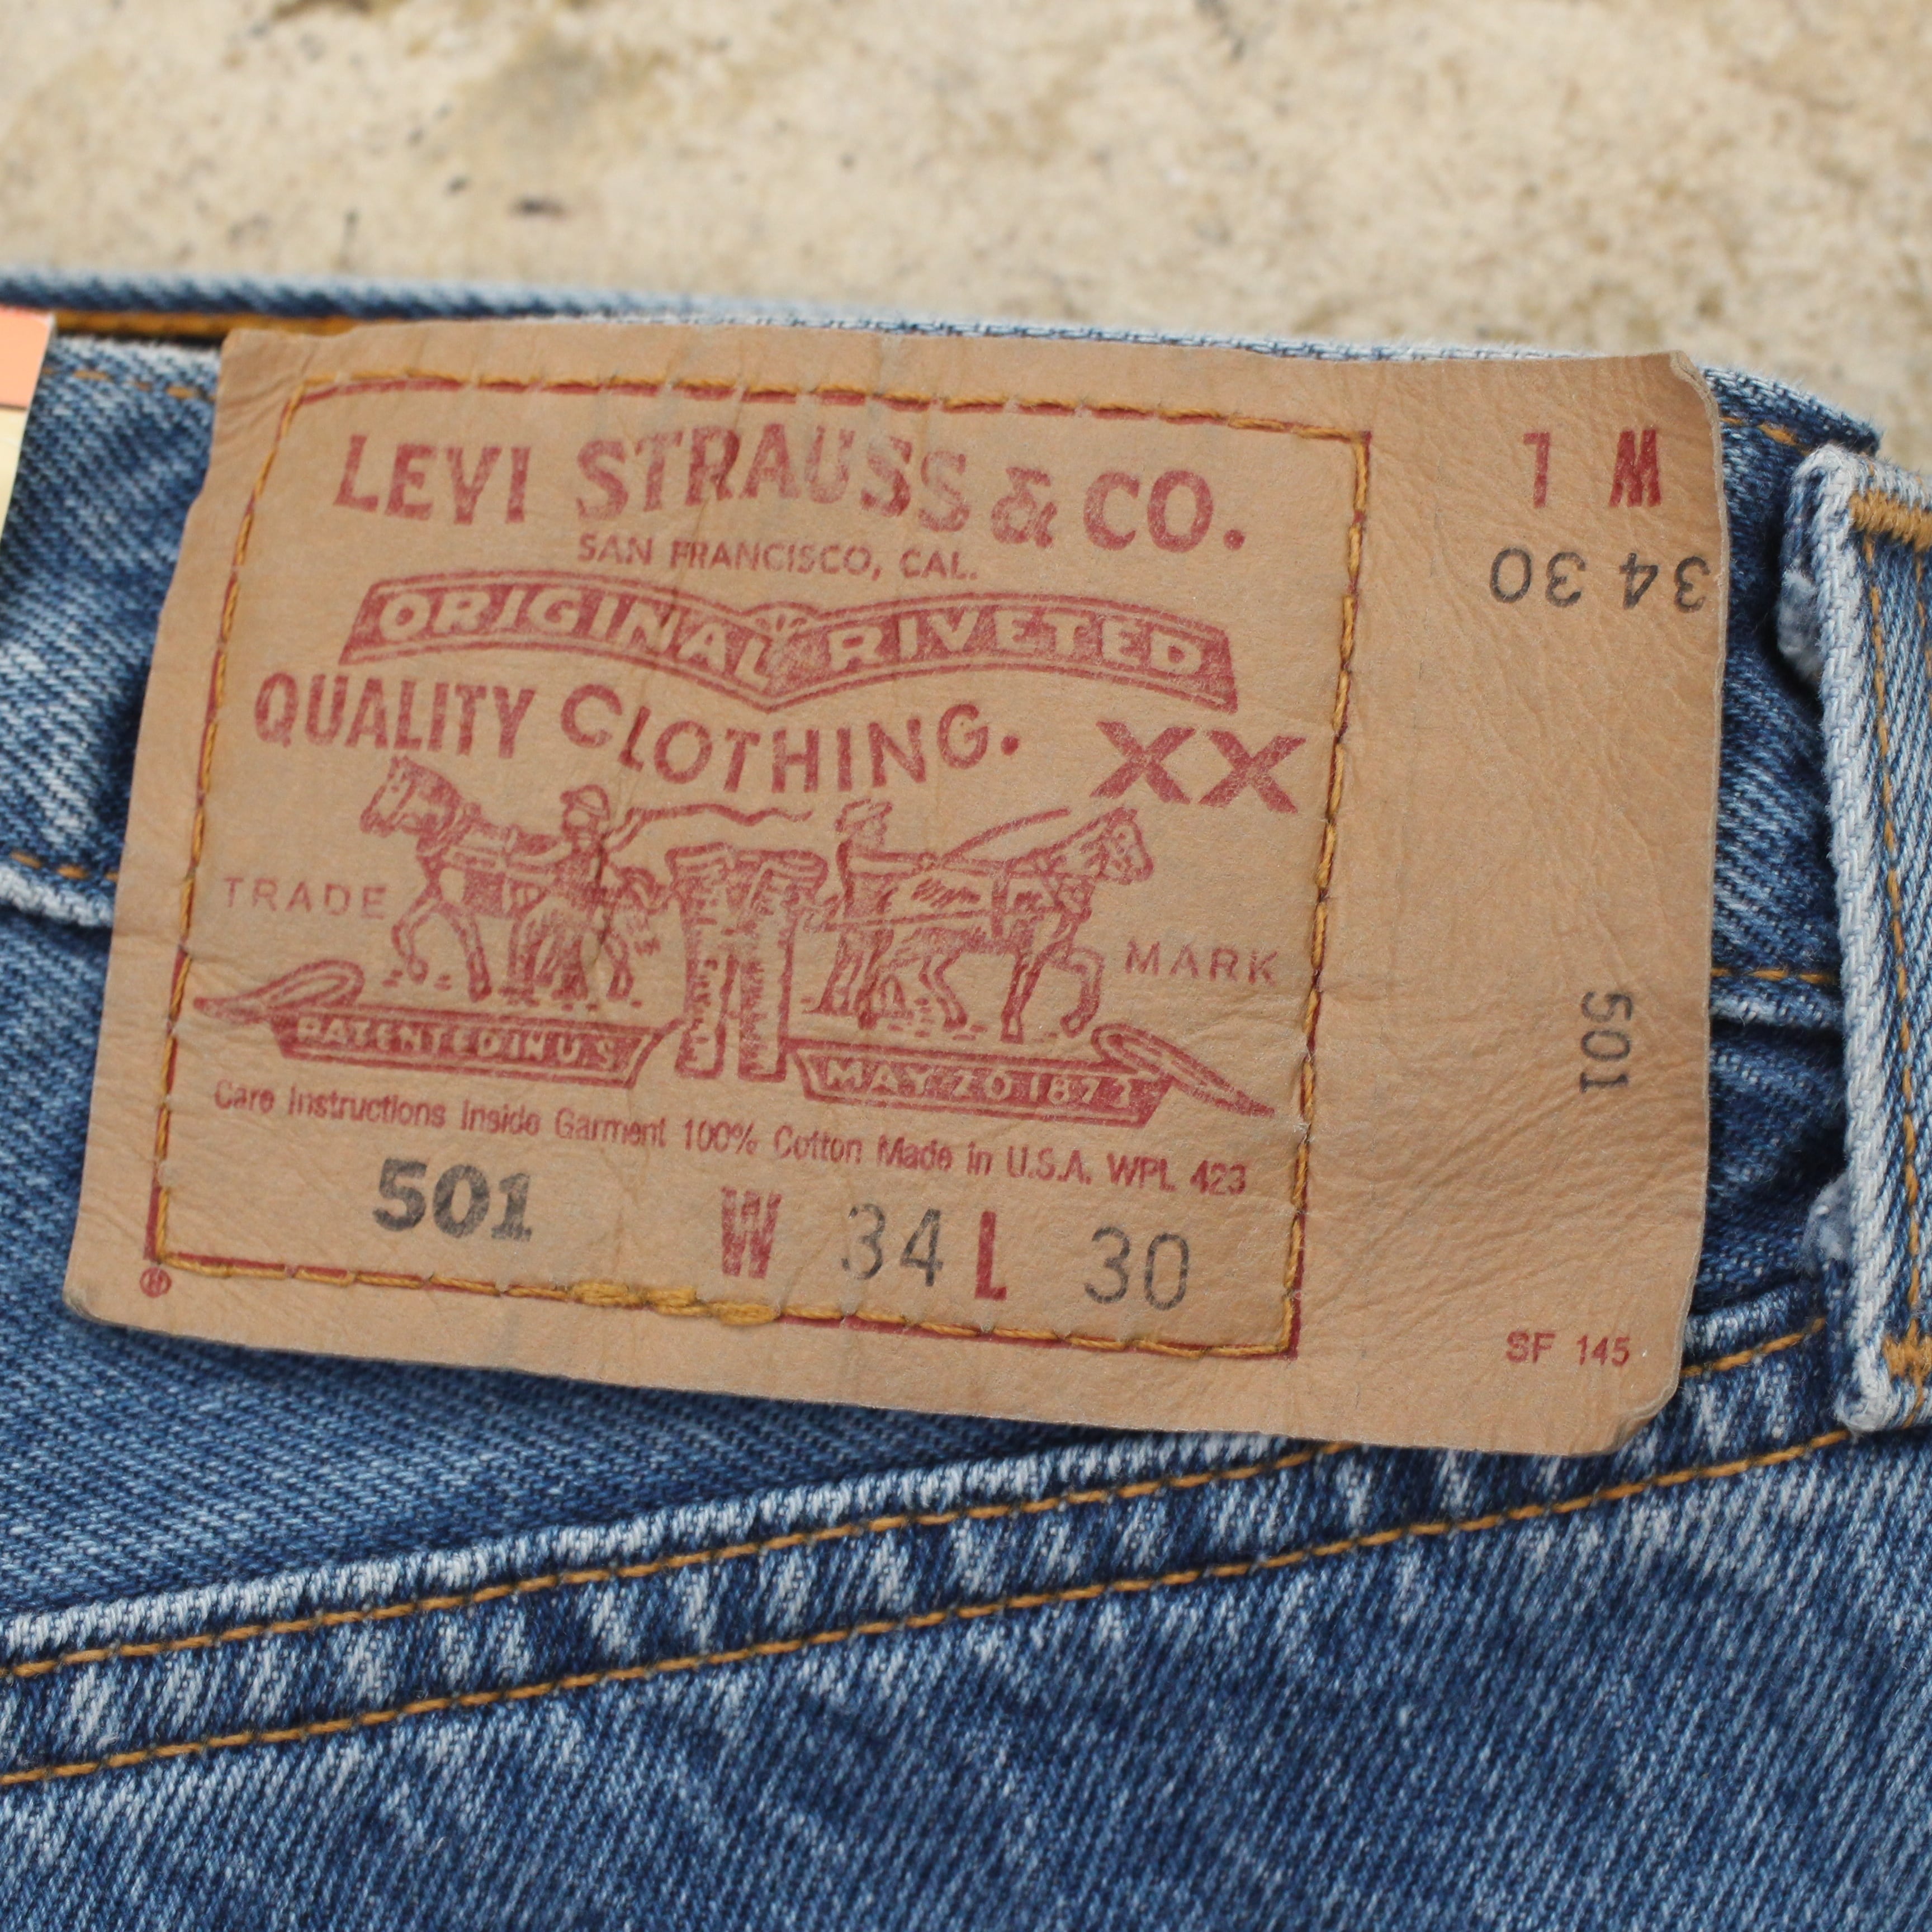 LEVI STRAUSS & CO.
SAN FRANCISCO, CAL.
ORIGINAL RIVETED
QUALITY CLOTHING. XX
TRADE MARK
PATENTED IN U.S. MAY 20 1873
Care Instructions Inside Garment 100% Cotton Made in U.S.A. WPL 423
501 W 34 L 30
®
W L
34 30
501
SF 145